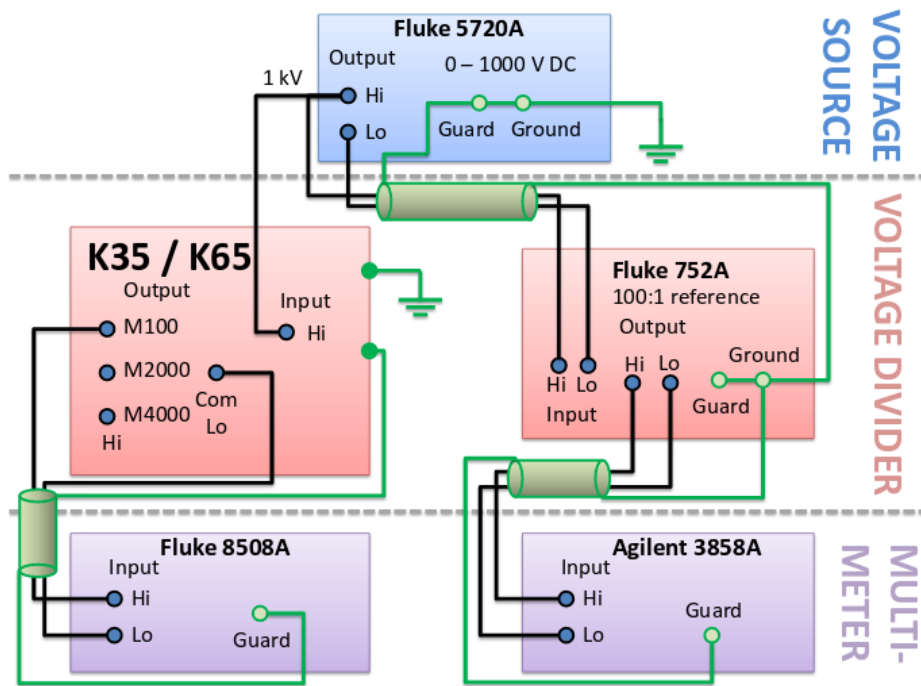 Fluke 5720A
Output
0 – 1000 V DC
1 kV
Hi
Lo
Guard
Ground
VOLTAGE
SOURCE
K35 / K65
Output
M100
Input
Hi
M2000
Com
Lo
M4000
Hi
Fluke 752A
100:1 reference
Output
Hi
Lo
Ground
Hi
Lo
Input
Guard
VOLTAGE DIVIDER
Fluke 8508A
Input
Hi
Lo
Guard
Agilent 3858A
Input
Hi
Guard
Lo
MULTI-
METER